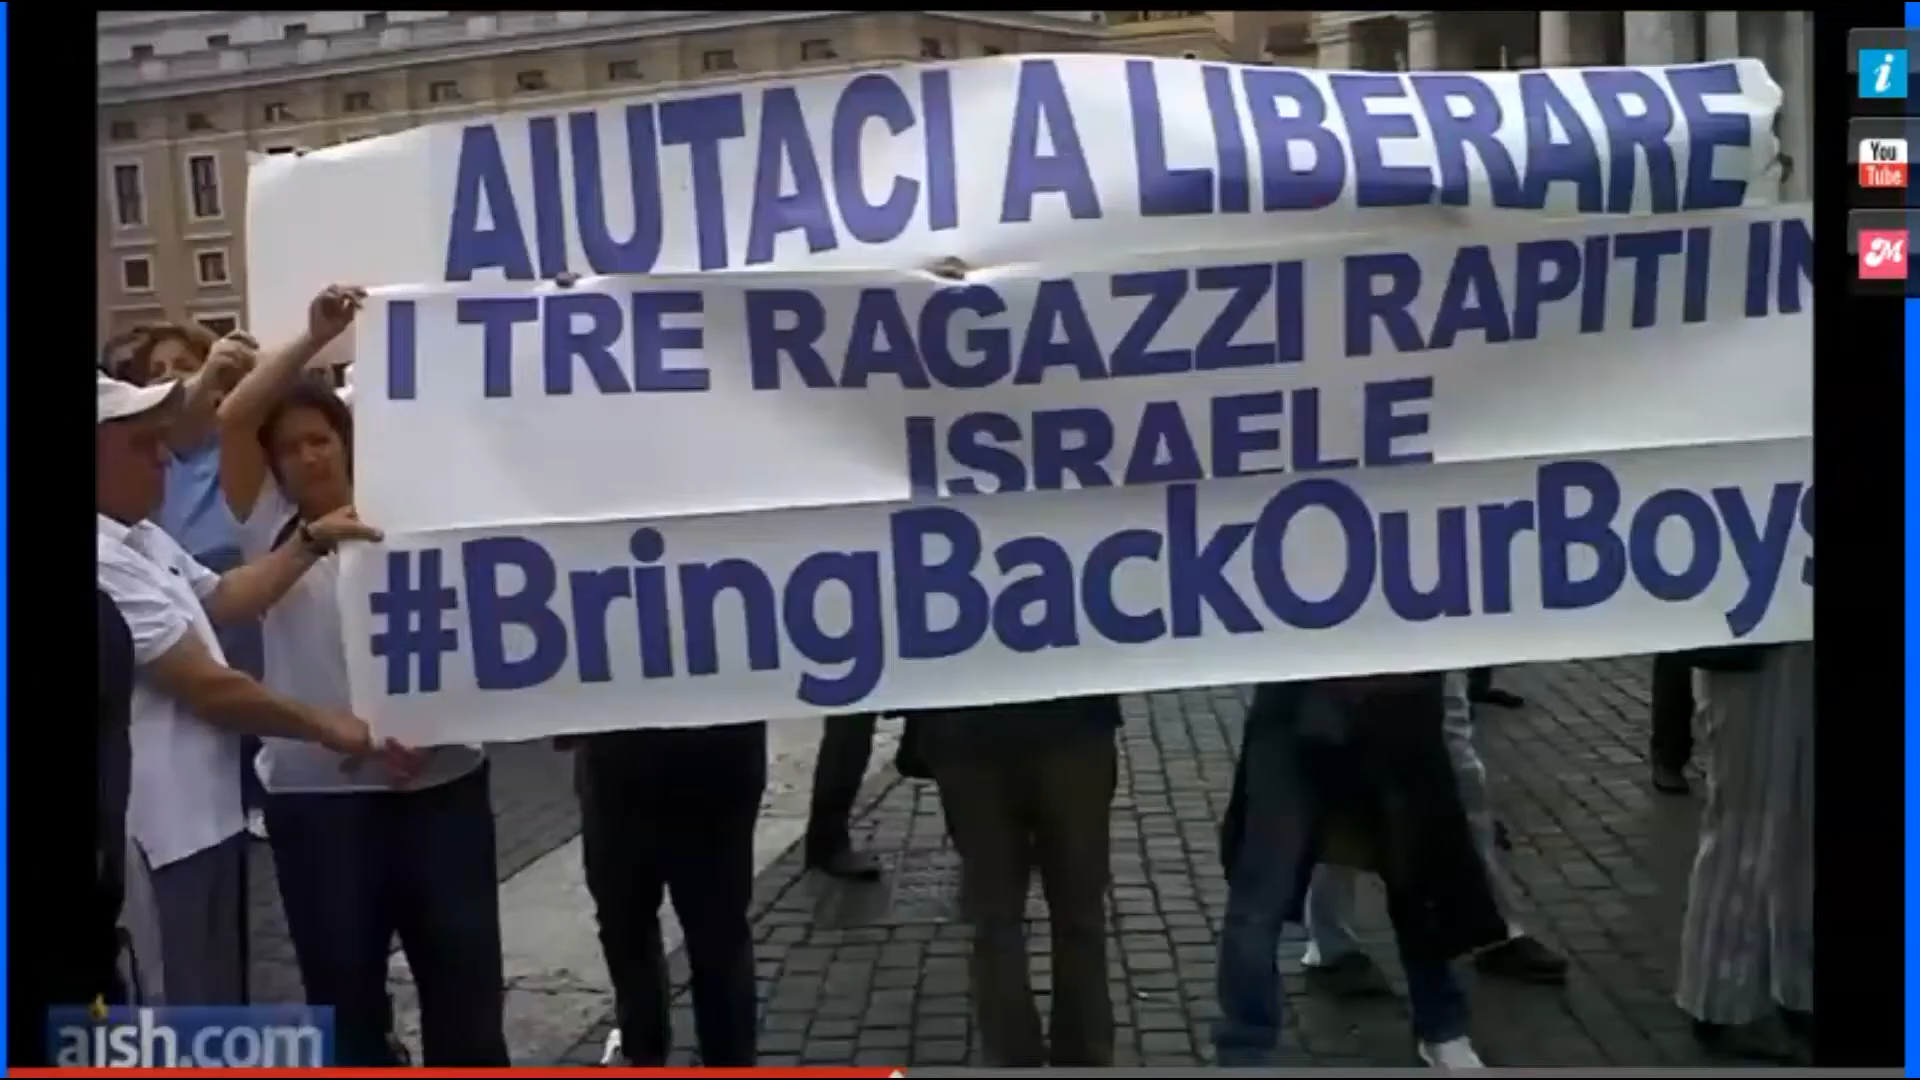 AIUTACI A LIBERARE
I TRE RAGAZZI RAPITI IN
ISRAELE
#BringBackOurBoys
aish.com
i
You
Tube
M